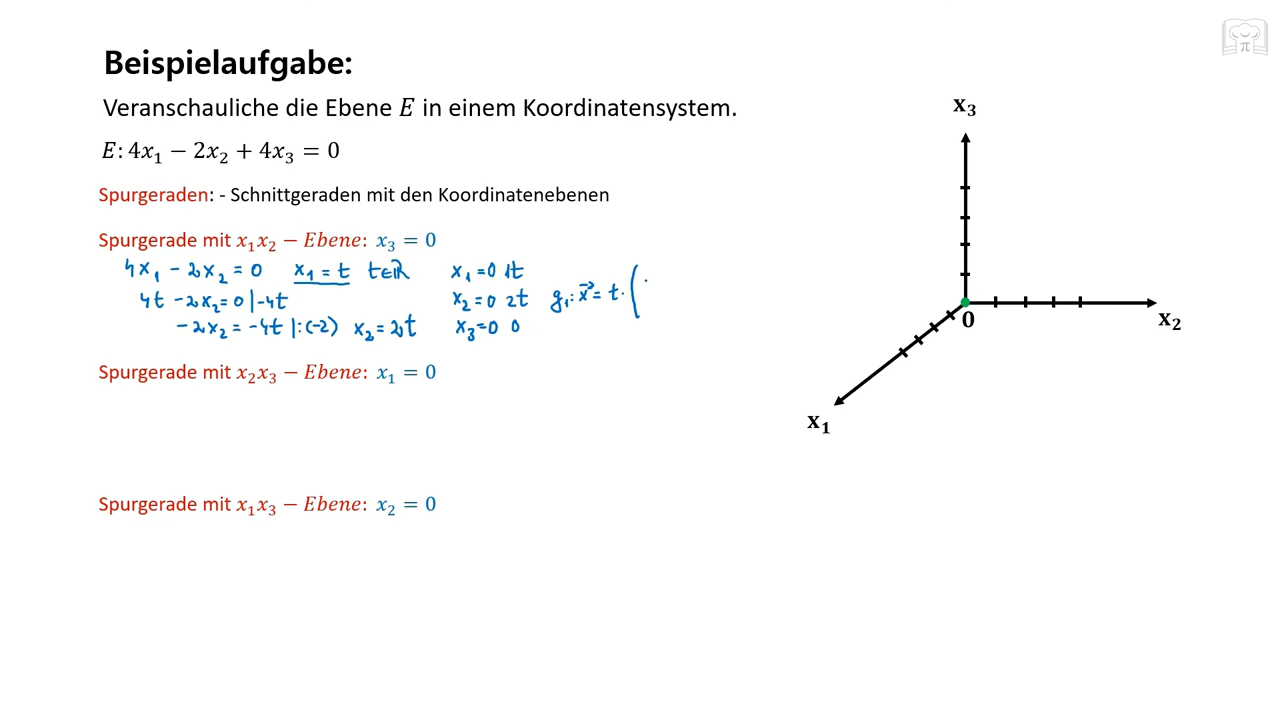 Beispielaufgabe:
Veranschauliche die Ebene E in einem Koordinatensystem.
E: 4x₁ − 2x₂ + 4x₃ = 0
Spurgeraden: - Schnittgeraden mit den Koordinatenebenen
Spurgerade mit x₁x₂ − Ebene: x₃ = 0
4x₁ - 2x₂ = 0 x₁ = t t∈ℝ x₁=0 1t
4t - 2x₂ = 0 |-4t x₂=0 2t g₁: x⃗ = t·(
-2x₂ = -4t |:(-2) x₂ = 2t x₃=0 0
Spurgerade mit x₂x₃ − Ebene: x₁ = 0
Spurgerade mit x₁x₃ − Ebene: x₂ = 0
x₃
0
x₂
x₁
π